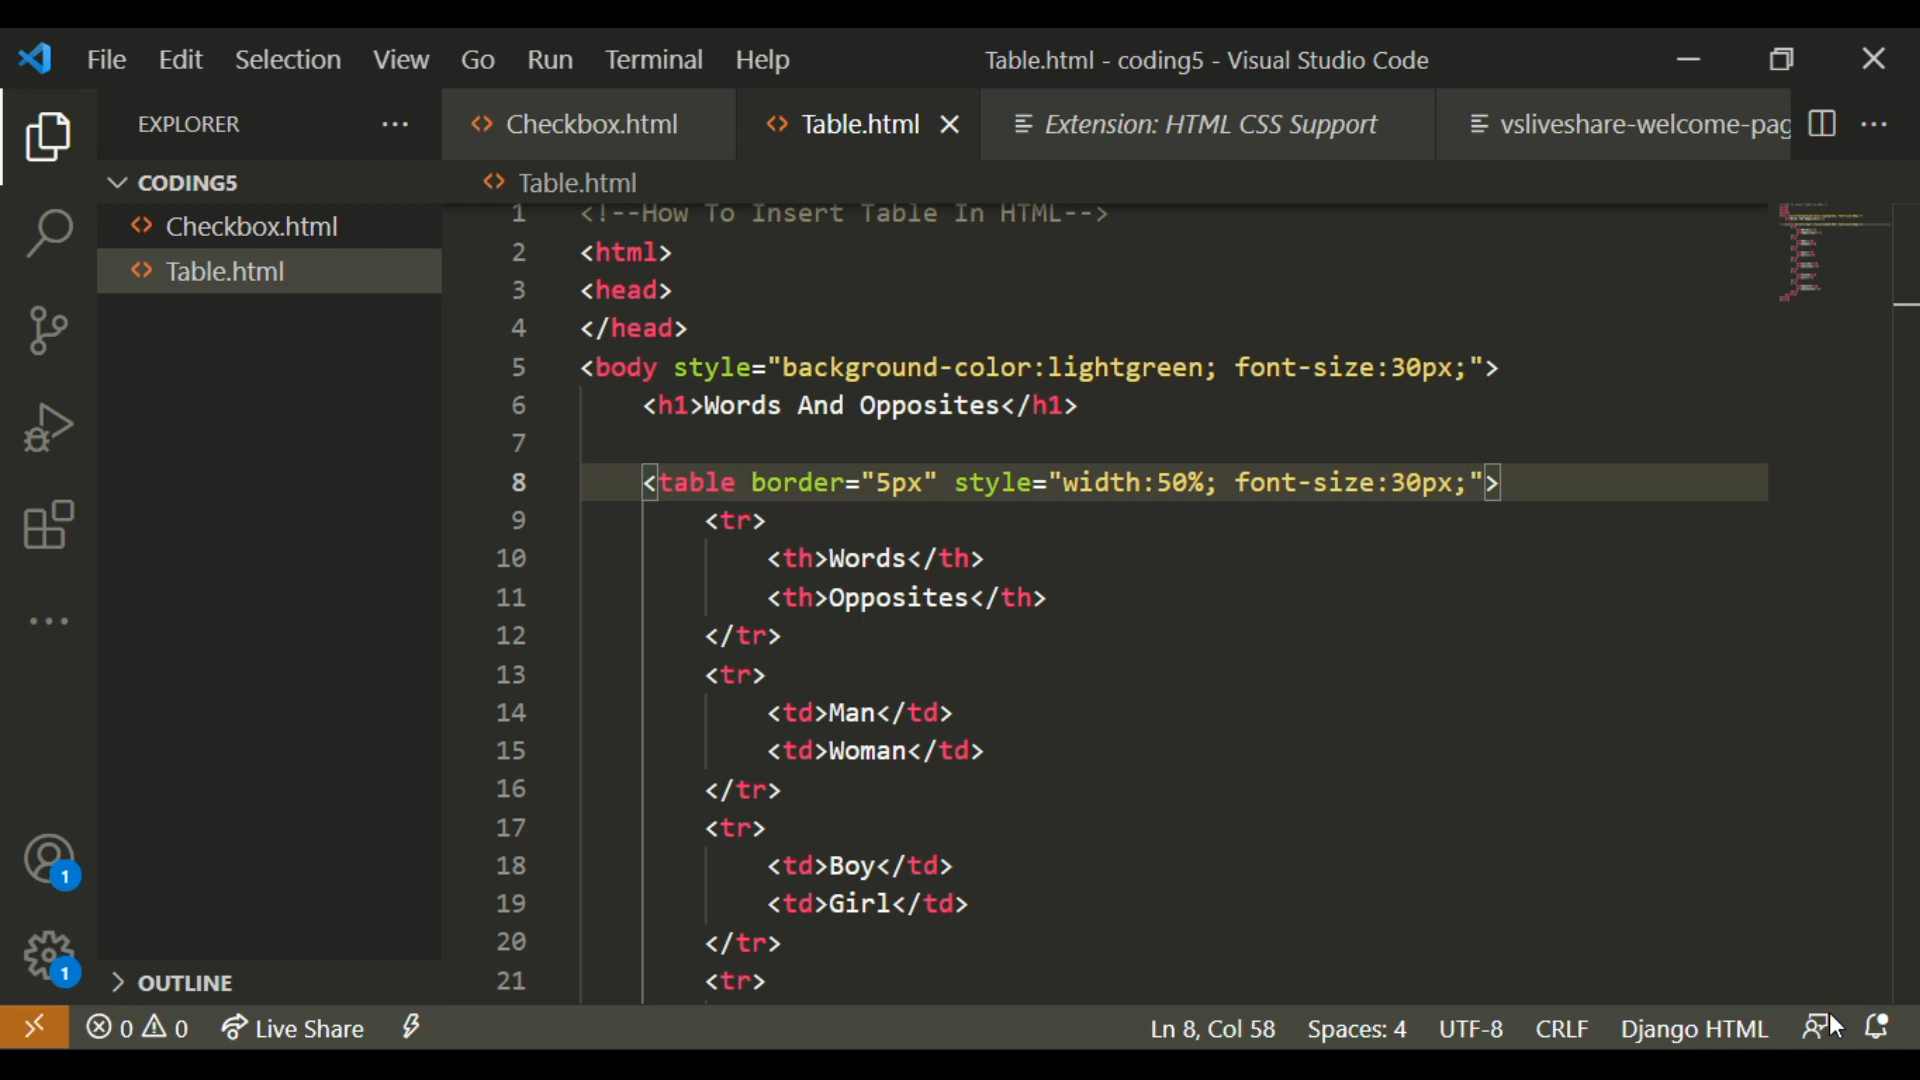 File Edit Selection View Go Run Terminal Help Table.html - coding5 - Visual Studio Code
EXPLORER ··· Checkbox.html Table.html Extension: HTML CSS Support vsliveshare-welcome-pag ···
CODING5
Checkbox.html
Table.html
OUTLINE
Table.html
1 <!--How To Insert Table In HTML-->
2 <html>
3 <head>
4 </head>
5 <body style="background-color:lightgreen; font-size:30px;">
6 <h1>Words And Opposites</h1>
7
8 <table border="5px" style="width:50%; font-size:30px;">
9 <tr>
10 <th>Words</th>
11 <th>Opposites</th>
12 </tr>
13 <tr>
14 <td>Man</td>
15 <td>Woman</td>
16 </tr>
17 <tr>
18 <td>Boy</td>
19 <td>Girl</td>
20 </tr>
21 <tr>
1
1
0 0 Live Share Ln 8, Col 58 Spaces: 4 UTF-8 CRLF Django HTML